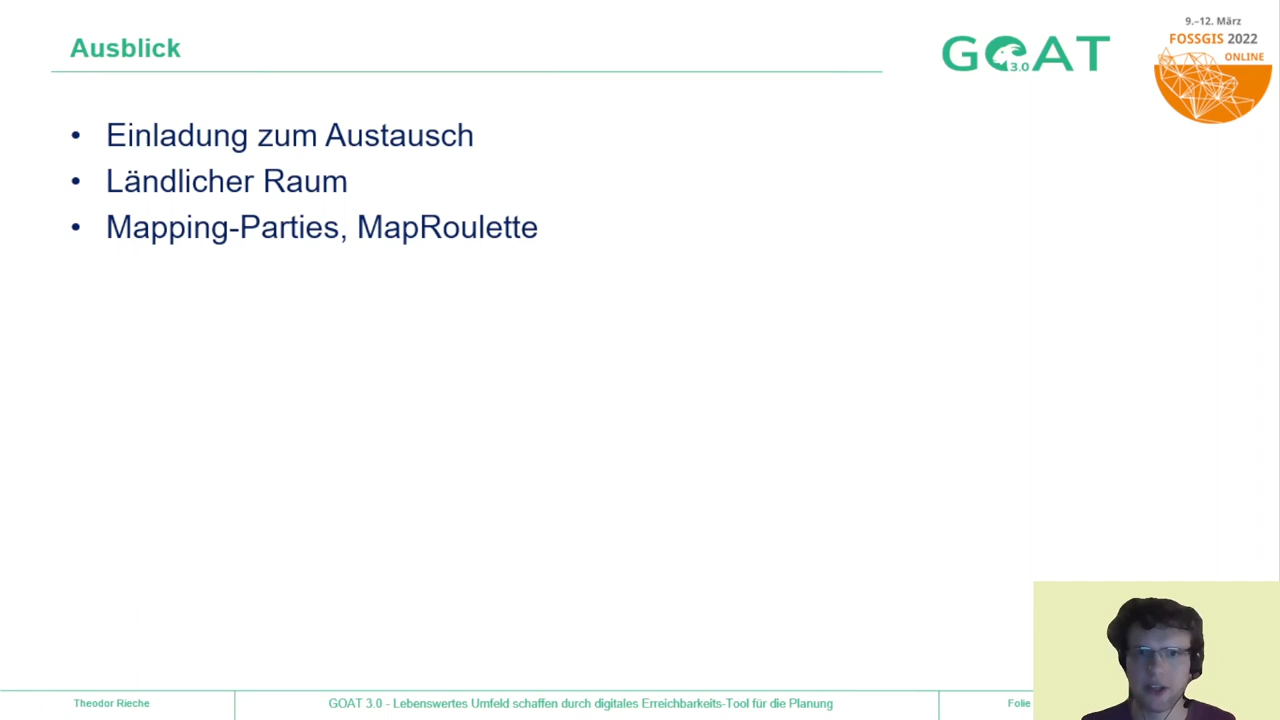 Ausblick
GOAT
3.0
9.–12. März
FOSSGIS 2022
ONLINE
• Einladung zum Austausch
• Ländlicher Raum
• Mapping-Parties, MapRoulette
Theodor Rieche
GOAT 3.0 - Lebenswertes Umfeld schaffen durch digitales Erreichbarkeits-Tool für die Planung
Folie